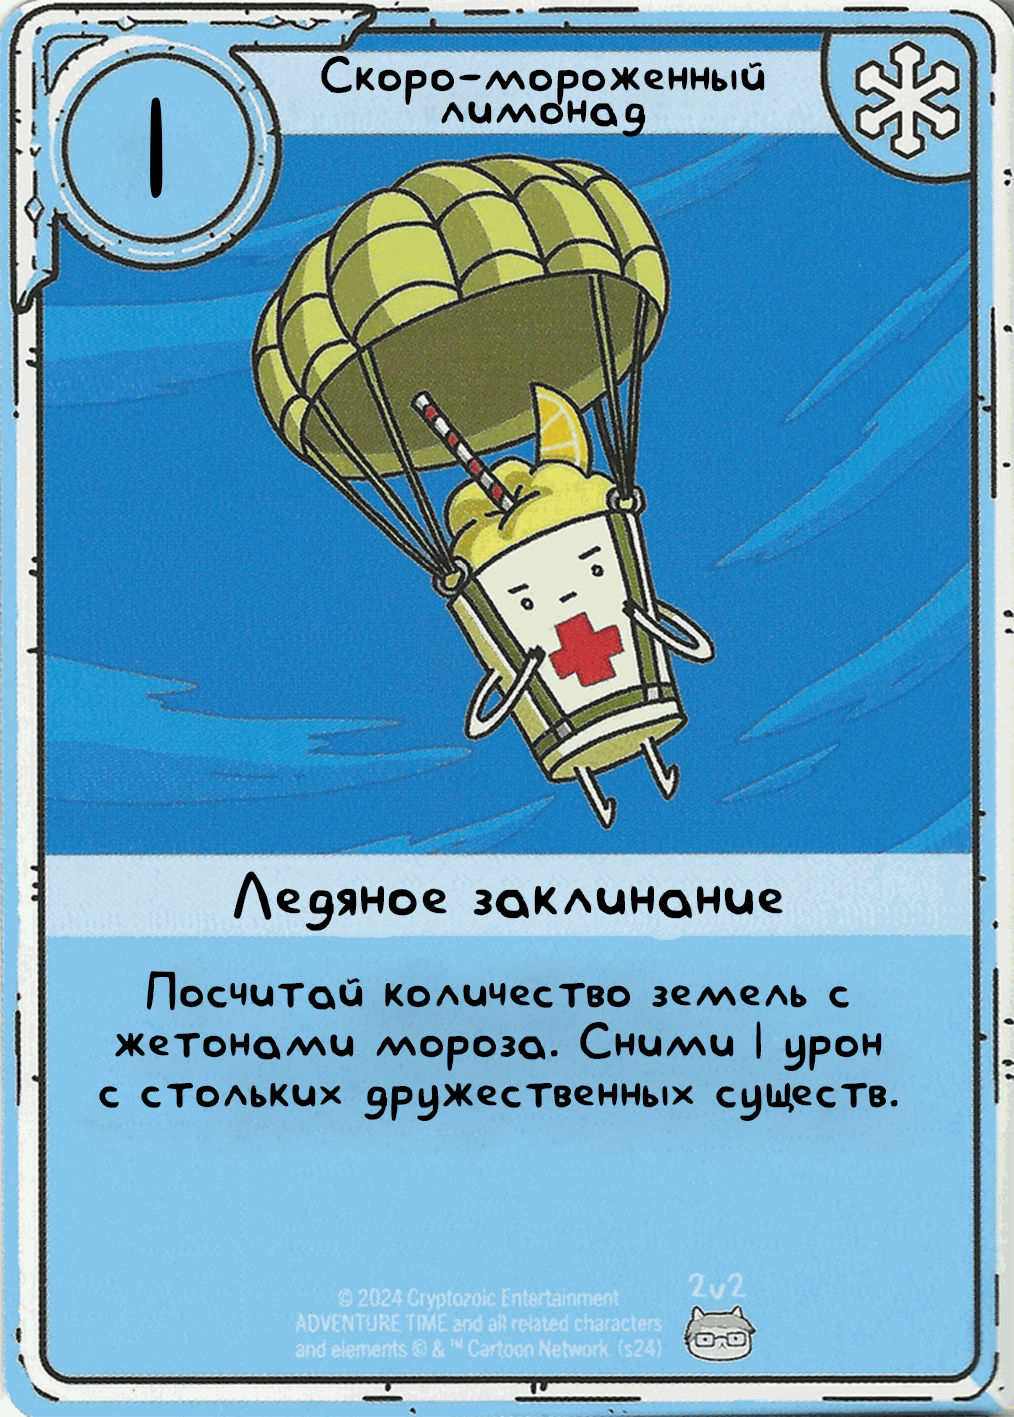 1
Скоро-мороженный
лимонад
Ледяное заклинание
Посчитай количество земель с
жетонами мороза. Сними 1 урон
с стольких дружественных существ.
© 2024 Cryptozoic Entertainment
ADVENTURE TIME and all related characters
and elements © & ™ Cartoon Network. (s24)
2v2